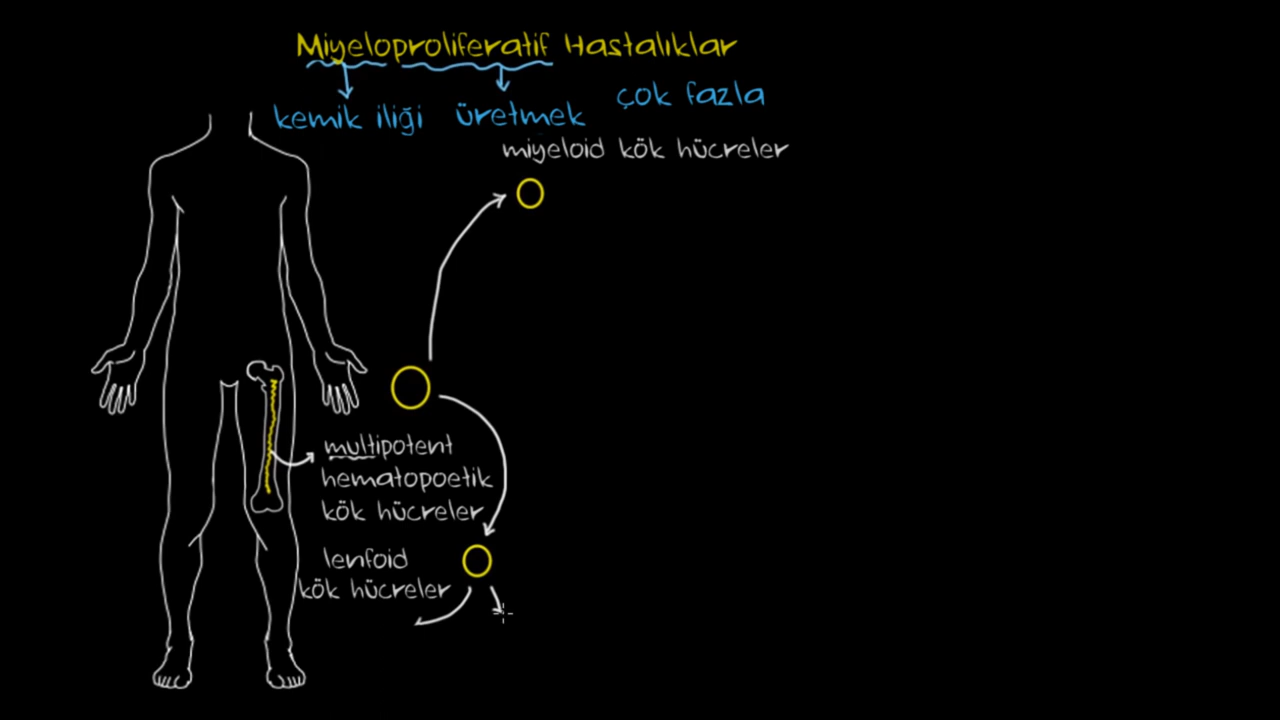 Miyeloproliferatif Hastalıklar
kemik iliği üretmek çok fazla
miyeloid kök hücreler
multipotent
hematopoetik
kök hücreler
lenfoid
kök hücreler